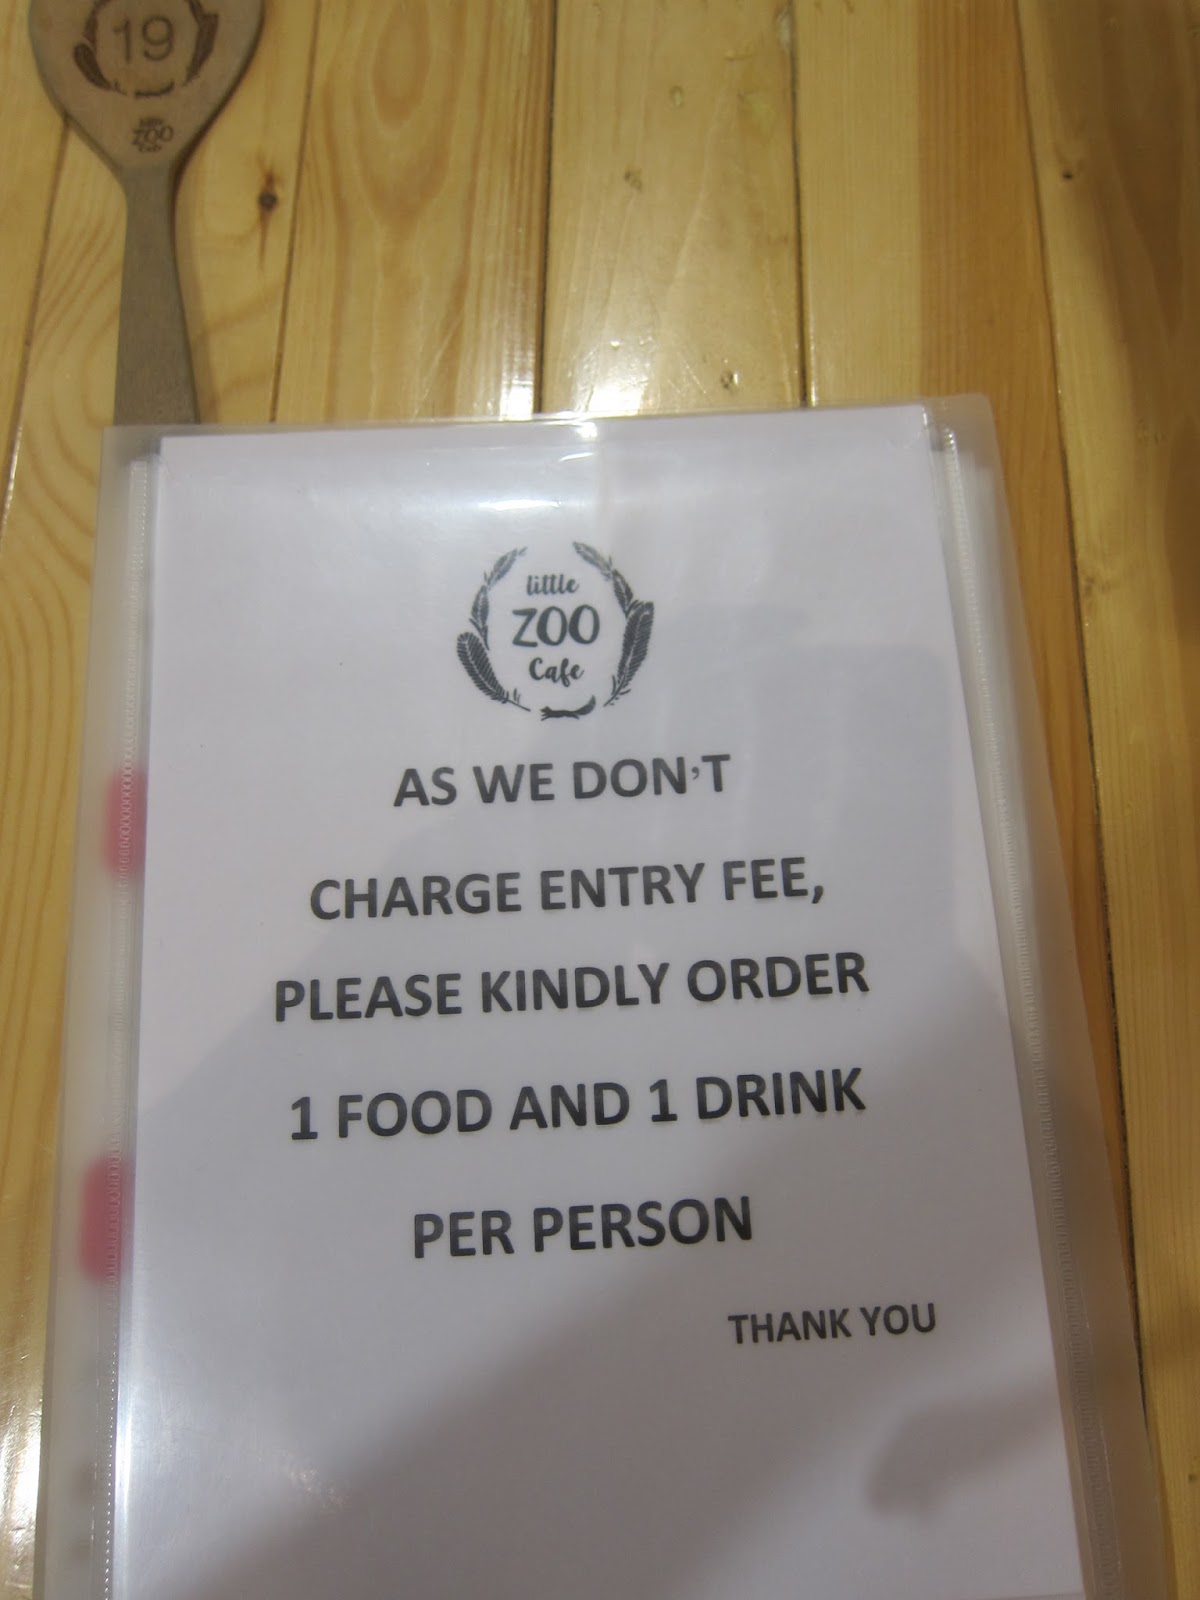 19
little
ZOO
Cafe
little
ZOO
Cafe
AS WE DON'T
CHARGE ENTRY FEE,
PLEASE KINDLY ORDER
1 FOOD AND 1 DRINK
PER PERSON
THANK YOU